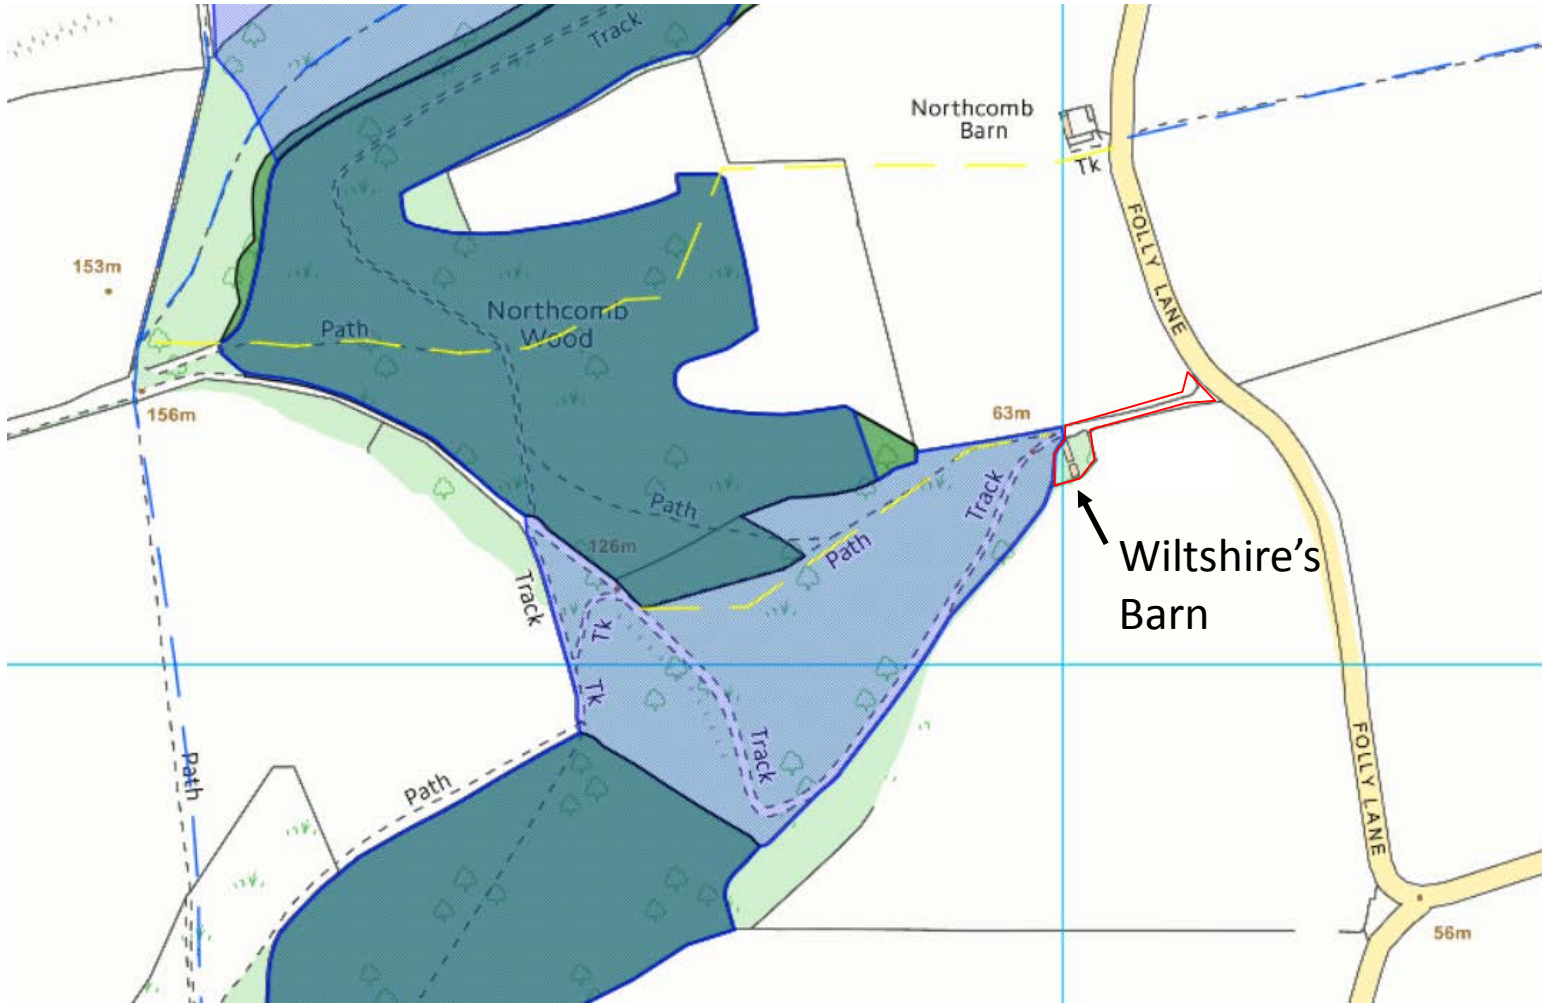 Track
Northcomb
Barn
Tk
FOLLY LANE
153m
Northcomb
Wood
Path
156m
63m
Track
Path
126m
Path
Wiltshire's
Barn
Track
Tk
Tk
Track
Path
Path
FOLLY LANE
56m